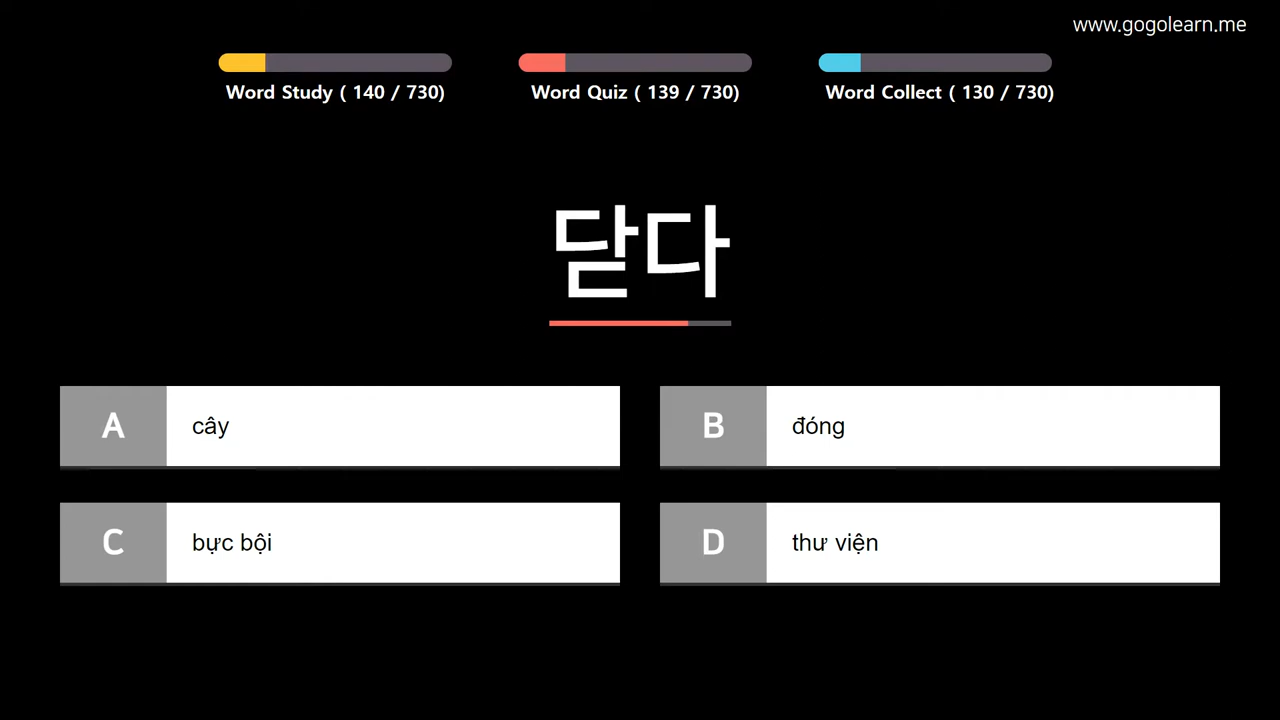 www.gogolearn.me
Word Study ( 140 / 730)
Word Quiz ( 139 / 730)
Word Collect ( 130 / 730)
닫다
A cây
B đóng
C bực bội
D thư viện